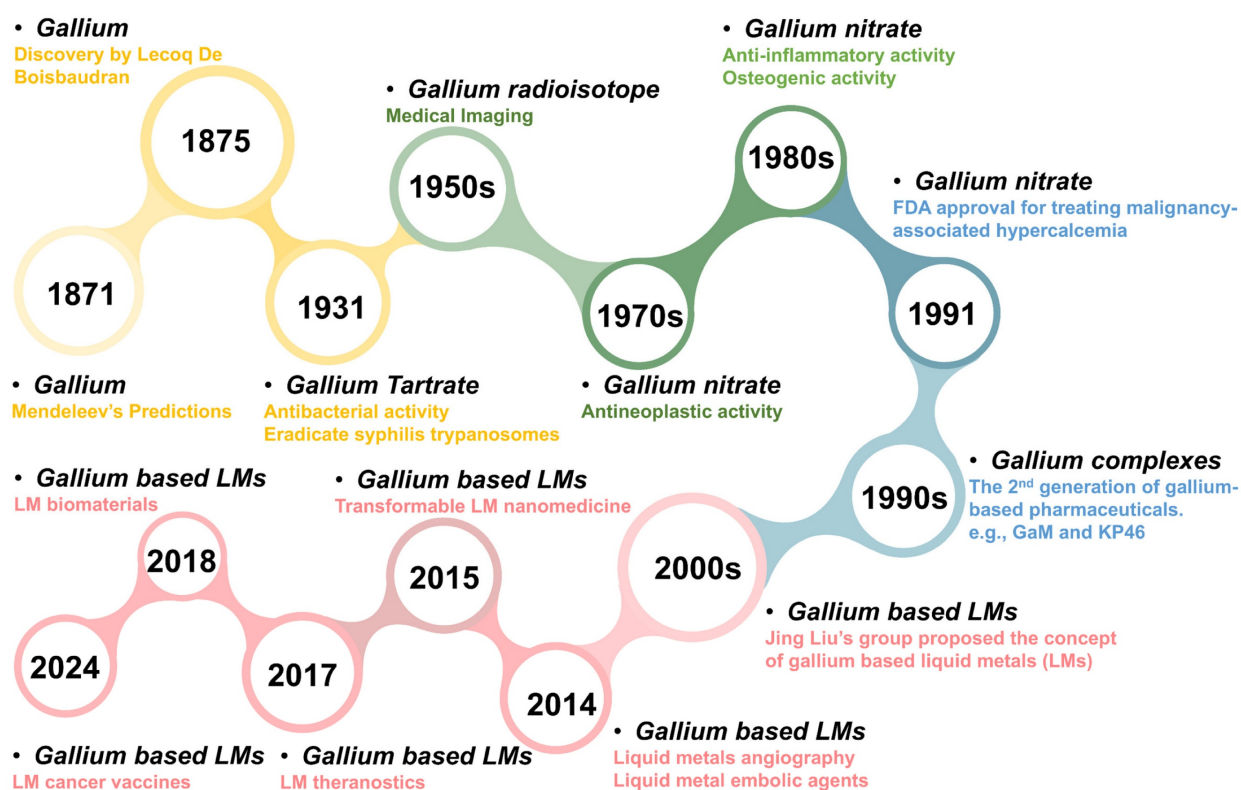 • Gallium
Discovery by Lecoq De
Boisbaudran
1875
1871
• Gallium
Mendeleev's Predictions
1931
• Gallium Tartrate
Antibacterial activity
Eradicate syphilis trypanosomes
• Gallium radioisotope
Medical Imaging
1950s
1970s
• Gallium nitrate
Antineoplastic activity
• Gallium nitrate
Anti-inflammatory activity
Osteogenic activity
1980s
• Gallium nitrate
FDA approval for treating malignancy-
associated hypercalcemia
1991
1990s
• Gallium complexes
The 2nd generation of gallium-
based pharmaceuticals.
e.g., GaM and KP46
2000s
• Gallium based LMs
Jing Liu's group proposed the concept
of gallium based liquid metals (LMs)
2014
• Gallium based LMs
Liquid metals angiography
Liquid metal embolic agents
• Gallium based LMs
Transformable LM nanomedicine
2015
2017
• Gallium based LMs
LM theranostics
• Gallium based LMs
LM biomaterials
2018
2024
• Gallium based LMs
LM cancer vaccines